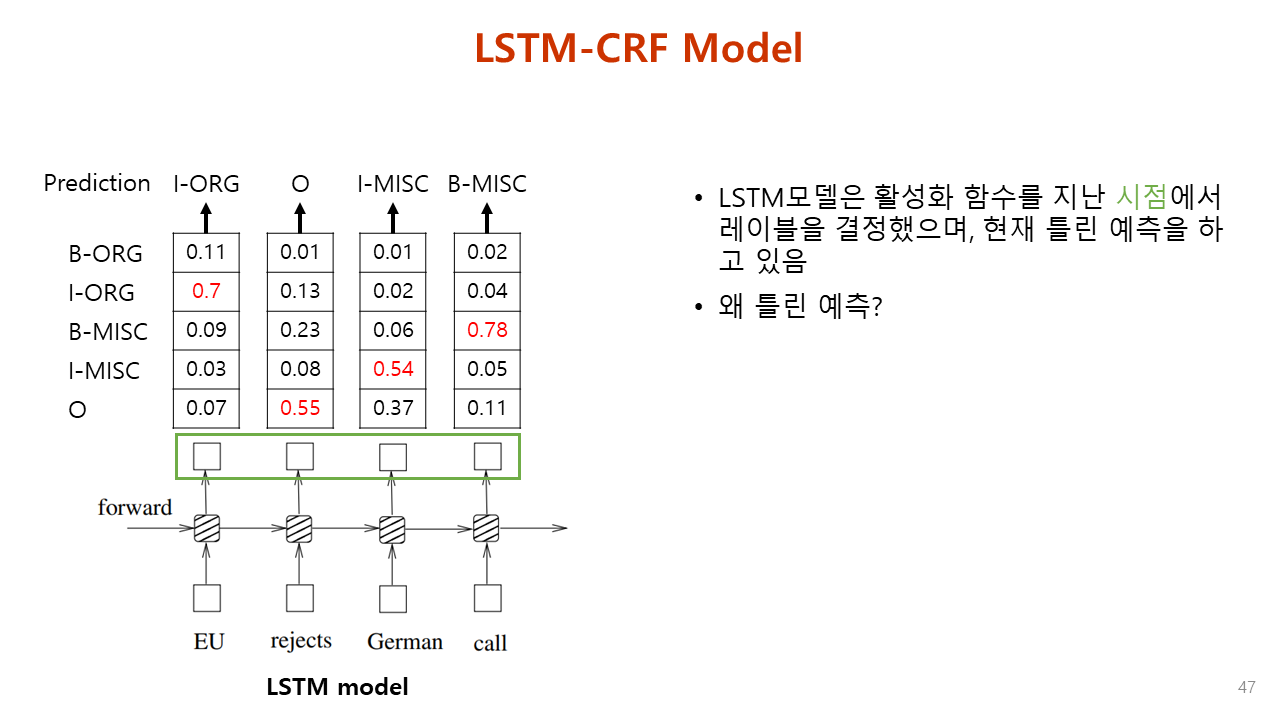 LSTM-CRF Model
Prediction I-ORG O I-MISC B-MISC
B-ORG 0.11 0.01 0.01 0.02
I-ORG 0.7 0.13 0.02 0.04
B-MISC 0.09 0.23 0.06 0.78
I-MISC 0.03 0.08 0.54 0.05
O 0.07 0.55 0.37 0.11
forward
EU rejects German call
LSTM model
• LSTM모델은 활성화 함수를 지난 시점에서
레이블을 결정했으며, 현재 틀린 예측을 하
고 있음
• 왜 틀린 예측?
47